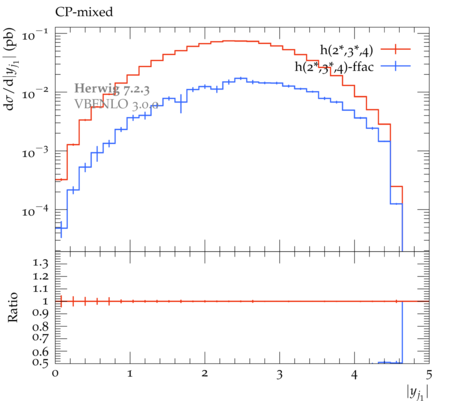 CP-mixed
dσ/d|y_{j₁}| (pb)
10⁻¹
10⁻²
10⁻³
10⁻⁴
h(2*,3*,4)
h(2*,3*,4)-ffac
Herwig 7.2.3
VBFNLO 3.0.0
Ratio
1.3
1.2
1.1
1
0.9
0.8
0.7
0.6
0.5
0 1 2 3 4 5
|y_{j₁}|